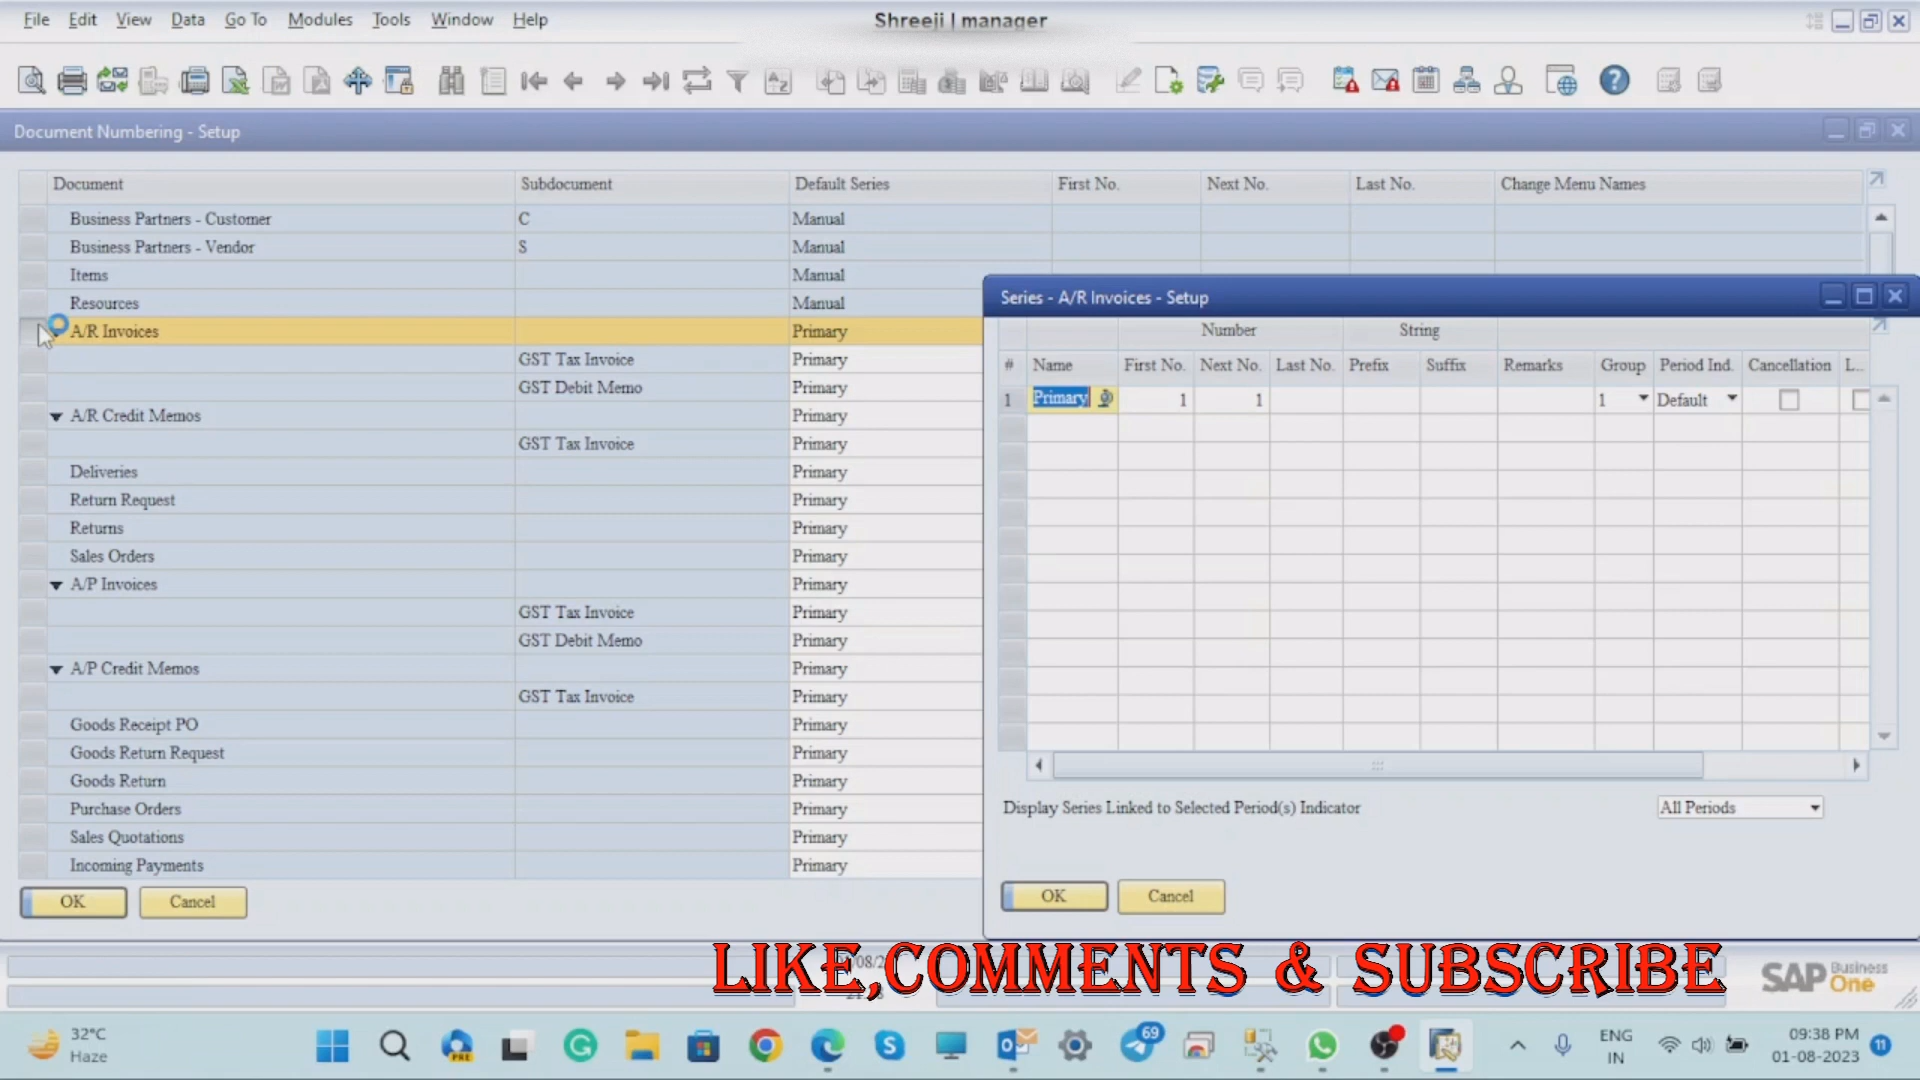 File Edit View Data Go To Modules Tools Window Help
Shreeji | manager
Document Numbering - Setup
Document Subdocument Default Series First No. Next No. Last No. Change Menu Names
Business Partners - Customer C Manual
Business Partners - Vendor S Manual
Items Manual
Resources Manual
A/R Invoices Primary
GST Tax Invoice Primary
GST Debit Memo Primary
A/R Credit Memos Primary
GST Tax Invoice Primary
Deliveries Primary
Return Request Primary
Returns Primary
Sales Orders Primary
A/P Invoices Primary
GST Tax Invoice Primary
GST Debit Memo Primary
A/P Credit Memos Primary
GST Tax Invoice Primary
Goods Receipt PO Primary
Goods Return Request Primary
Goods Return Primary
Purchase Orders Primary
Sales Quotations Primary
Incoming Payments Primary
OK Cancel
Series - A/R Invoices - Setup
Number String
# Name First No. Next No. Last No. Prefix Suffix Remarks Group Period Ind. Cancellation L...
1 Primary 1 1 1 Default
Display Series Linked to Selected Period(s) Indicator All Periods
OK Cancel
LIKE,COMMENTS & SUBSCRIBE
SAP Business One
32°C
Haze
PRE
69
ENG
IN
09:38 PM
01-08-2023
11